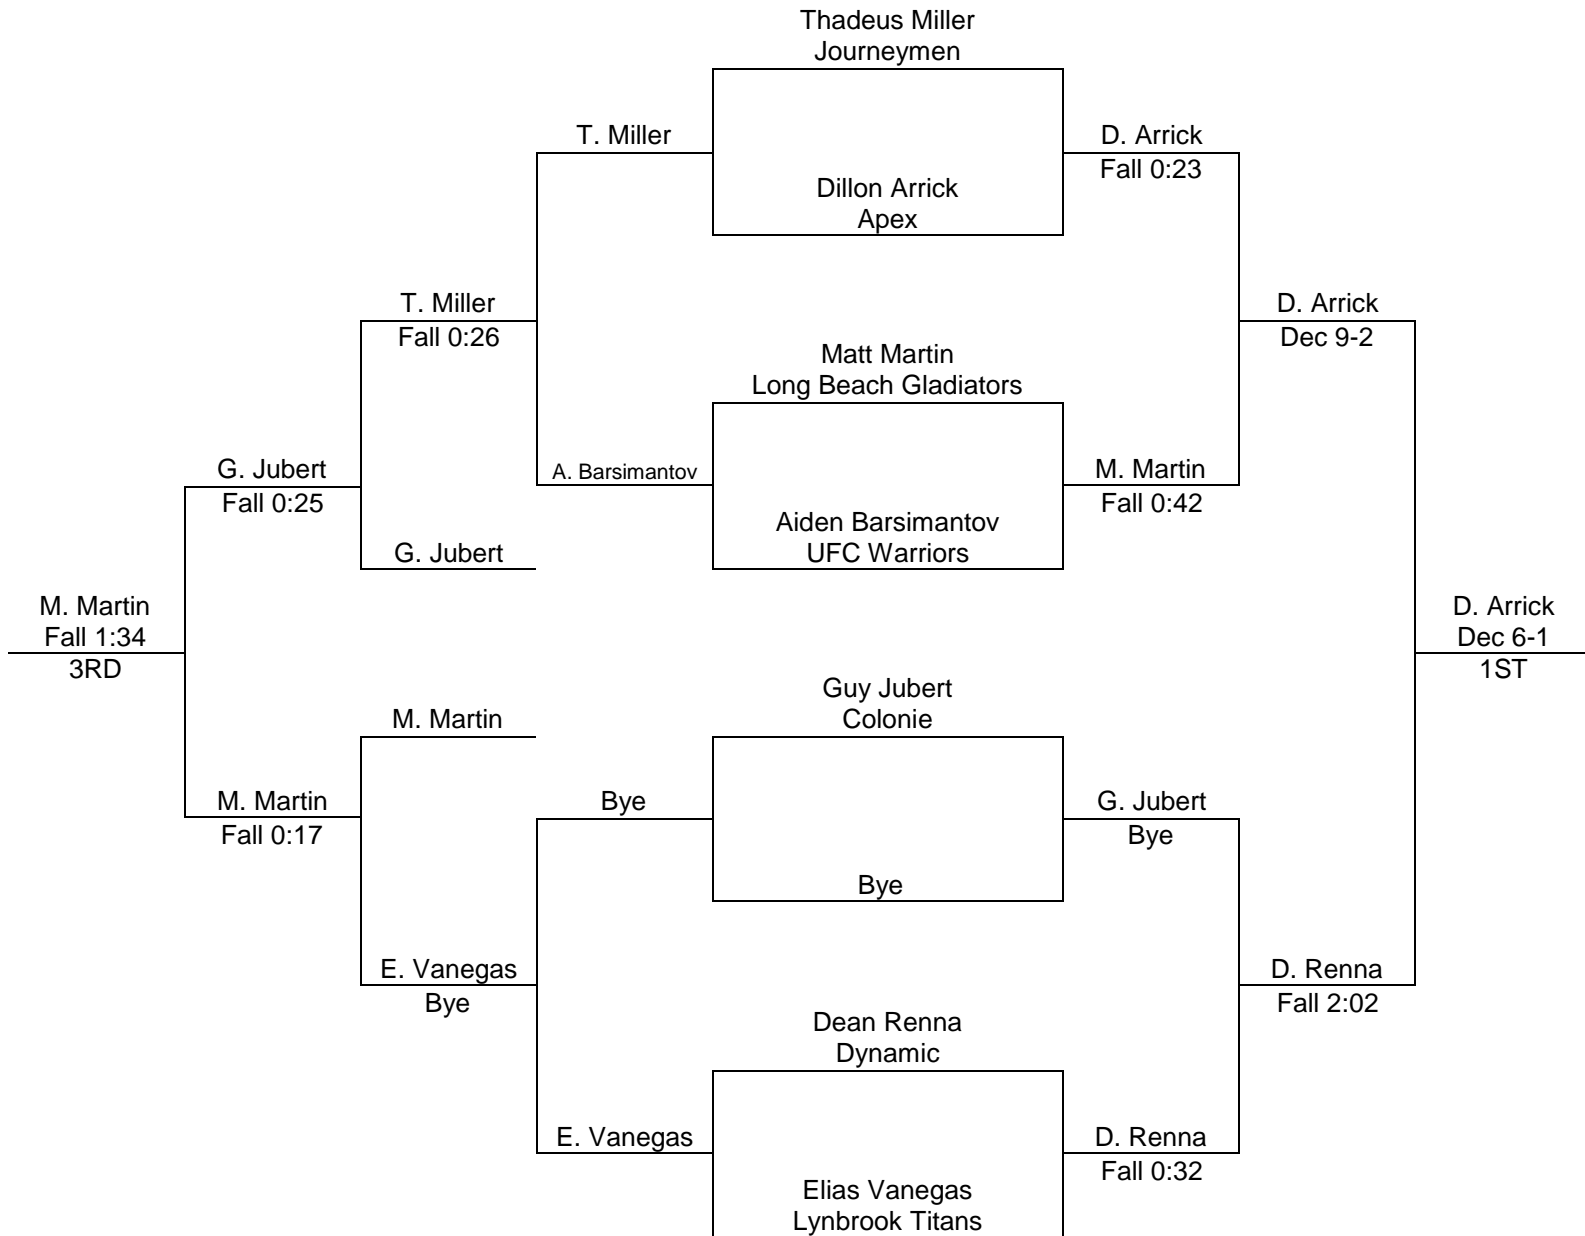 Thadeus Miller
Journeymen
T. Miller
D. Arrick
Fall 0:23
Dillon Arrick
Apex
T. Miller
Fall 0:26
D. Arrick
Dec 9-2
Matt Martin
Long Beach Gladiators
G. Jubert
Fall 0:25
A. Barsimantov
M. Martin
Fall 0:42
Aiden Barsimantov
UFC Warriors
G. Jubert
M. Martin
Fall 1:34
3RD
D. Arrick
Dec 6-1
1ST
Guy Jubert
Colonie
M. Martin
M. Martin
Fall 0:17
Bye
G. Jubert
Bye
Bye
E. Vanegas
Bye
D. Renna
Fall 2:02
Dean Renna
Dynamic
E. Vanegas
D. Renna
Fall 0:32
Elias Vanegas
Lynbrook Titans